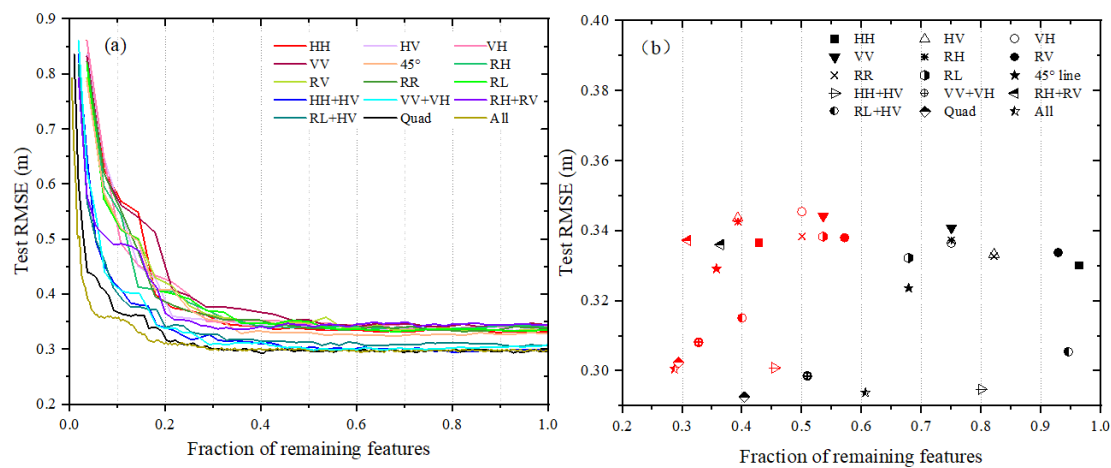 (a)
HH HV VH
VV 45° RH
RV RR RL
HH+HV VV+VH RH+RV
RL+HV Quad All
0.9
0.8
0.7
0.6
0.5
0.4
0.3
0.2
Test RMSE (m)
0.0 0.2 0.4 0.6 0.8 1.0
Fraction of remaining features
(b)
HH HV VH
VV RH RV
RR RL 45° line
HH+HV VV+VH RH+RV
RL+HV Quad All
0.40
0.38
0.36
0.34
0.32
0.30
Test RMSE (m)
0.2 0.3 0.4 0.5 0.6 0.7 0.8 0.9 1.0
Fraction of remaining features